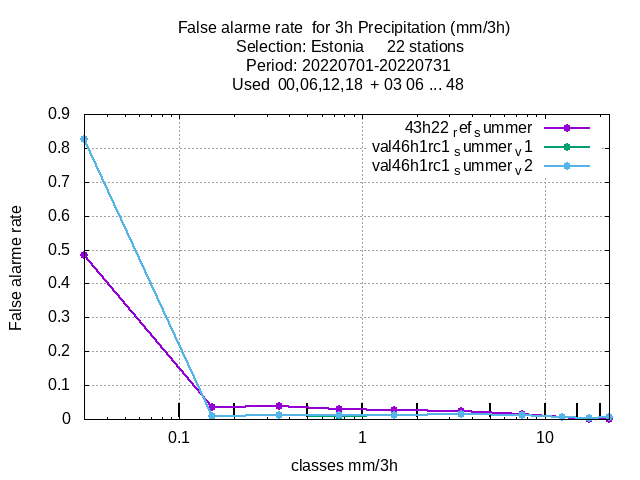 False alarme rate  for 3h Precipitation (mm/3h)
Selection: Estonia     22 stations
Period: 20220701-20220731
Used  00,06,12,18  + 03 06 ... 48
43h22 ref summer
val46h1rc1 summer v1
val46h1rc1 summer v2
0.9
0.8
0.7
0.6
0.5
0.4
0.3
0.2
0.1
0
False alarme rate
0.1
1
10
classes mm/3h